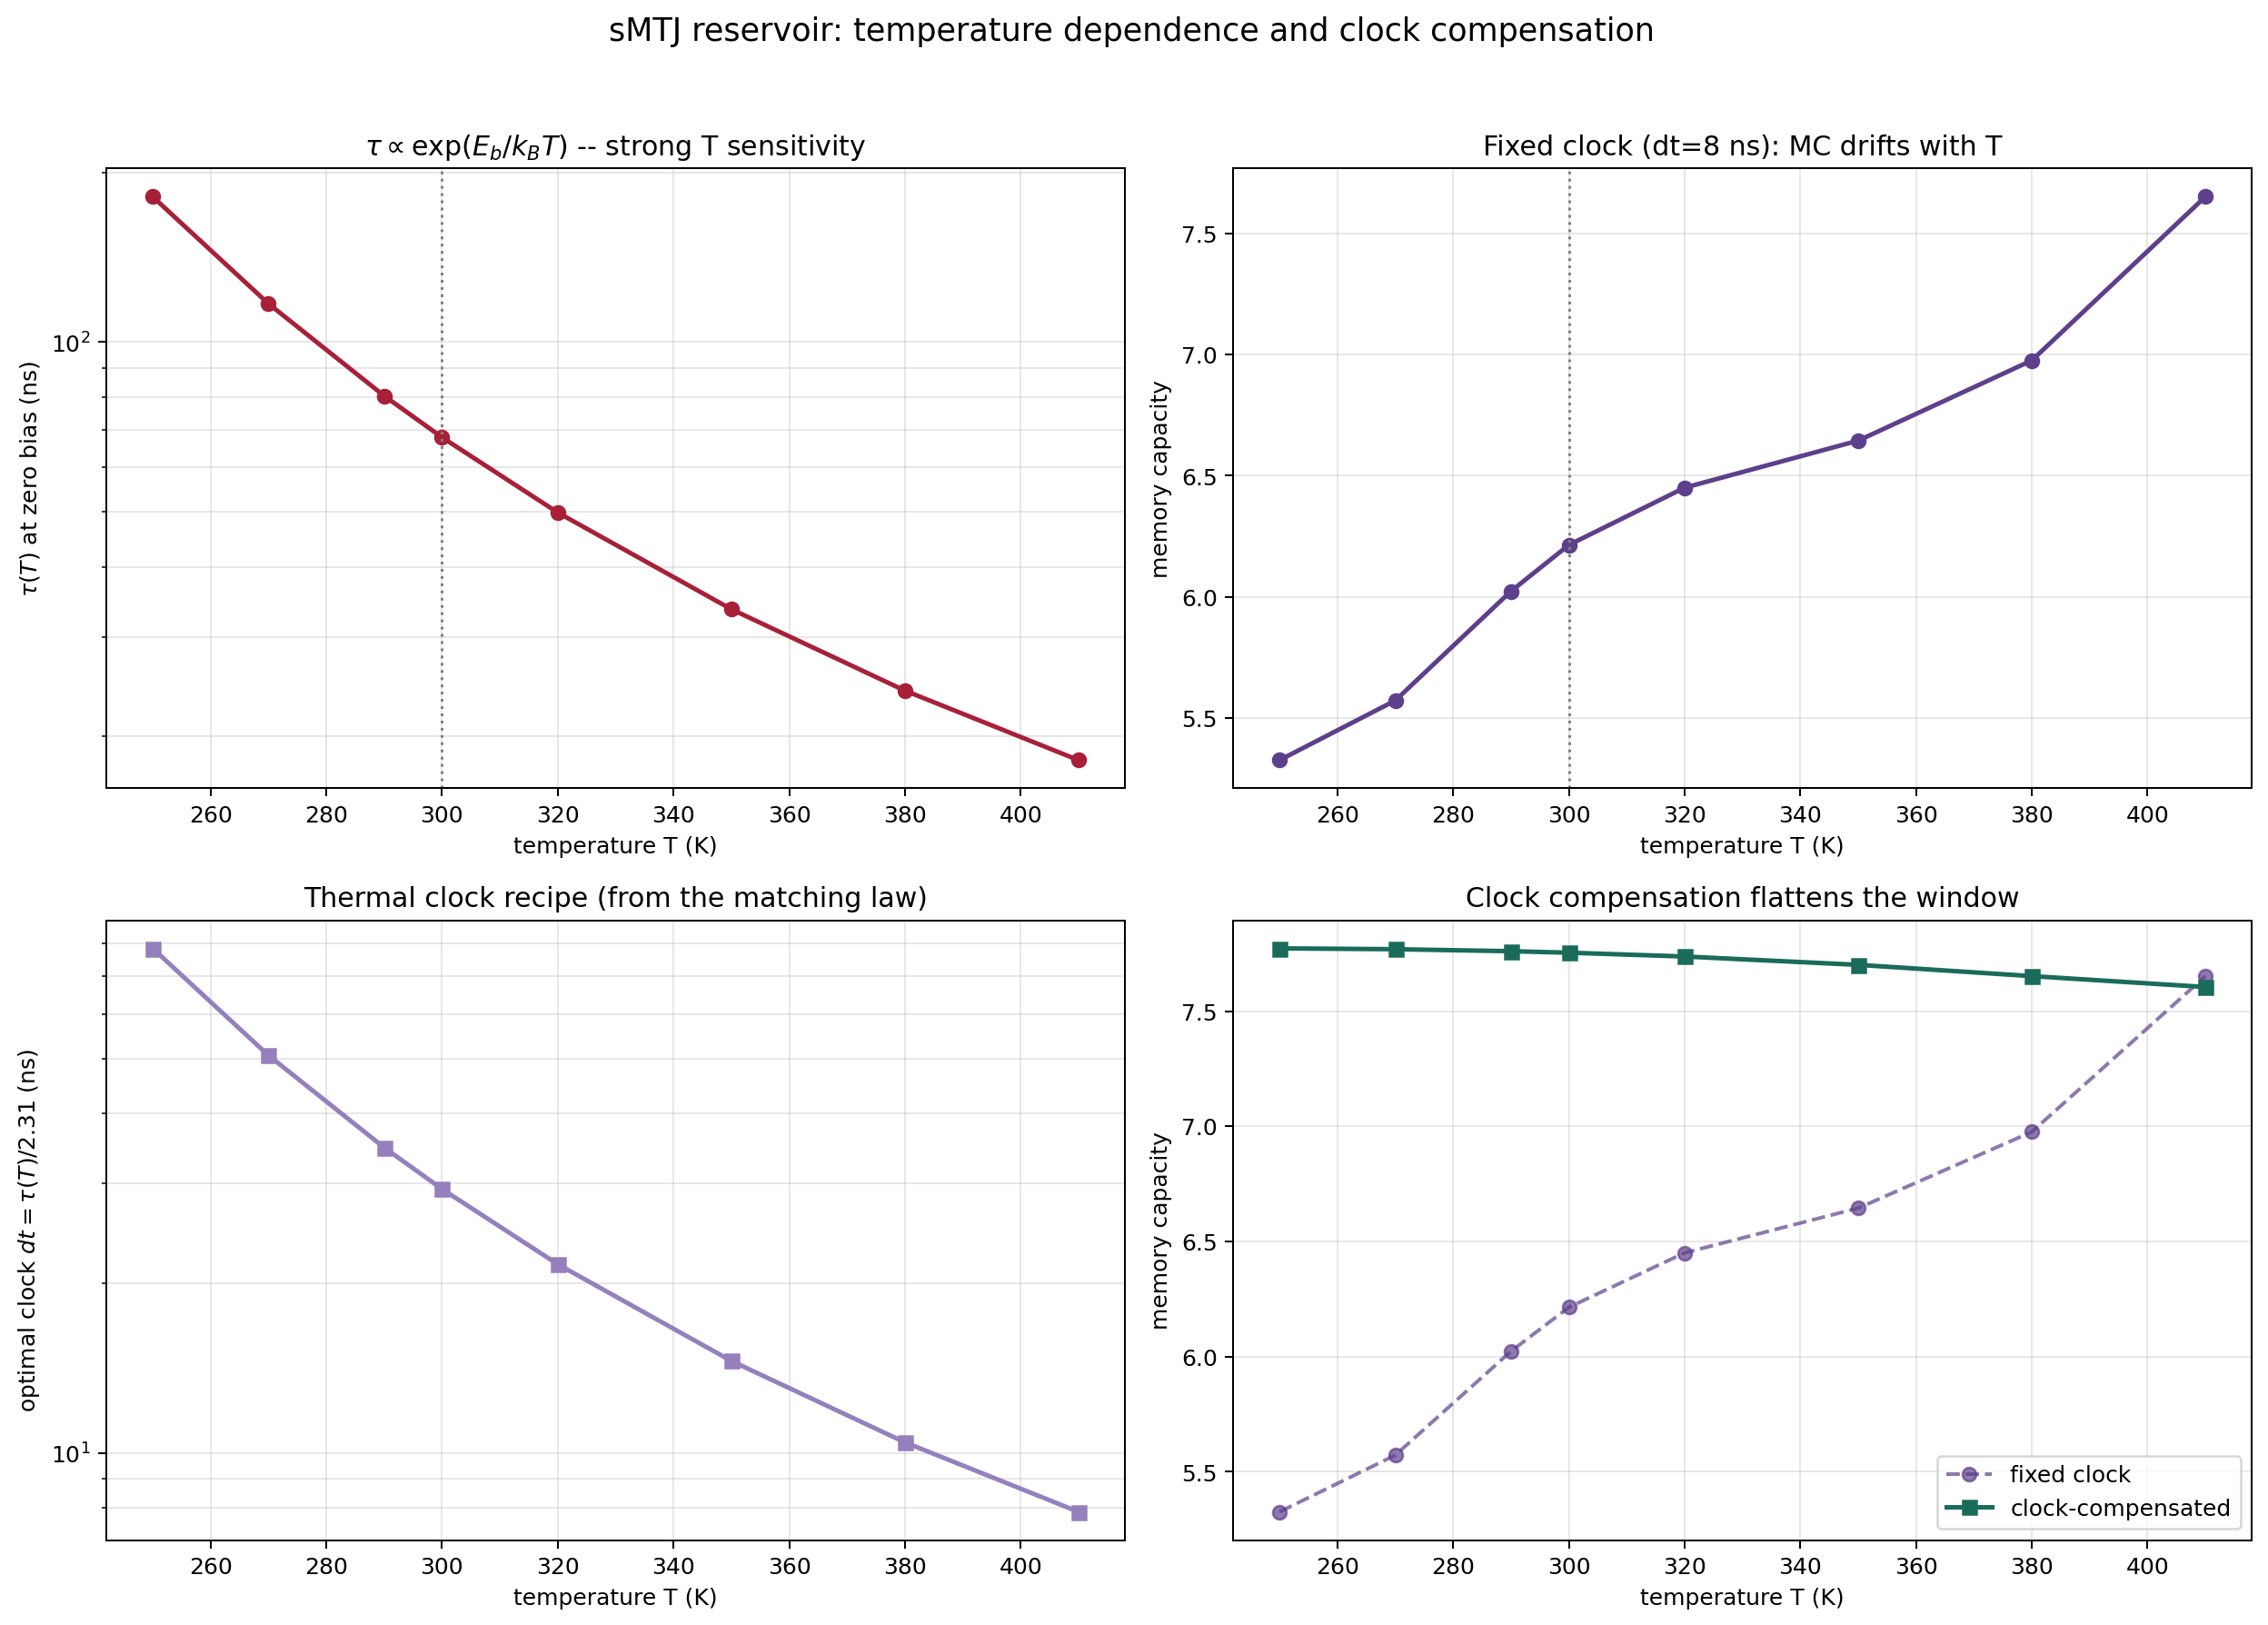 sMTJ reservoir: temperature dependence and clock compensation
τ ∝ exp(E_b/k_BT) -- strong T sensitivity
τ(T) at zero bias (ns)
10²
260 280 300 320 340 360 380 400
temperature T (K)
Fixed clock (dt=8 ns): MC drifts with T
memory capacity
7.5
7.0
6.5
6.0
5.5
260 280 300 320 340 360 380 400
temperature T (K)
Thermal clock recipe (from the matching law)
optimal clock dt = τ(T)/2.31 (ns)
10¹
260 280 300 320 340 360 380 400
temperature T (K)
Clock compensation flattens the window
memory capacity
7.5
7.0
6.5
6.0
5.5
fixed clock
clock-compensated
260 280 300 320 340 360 380 400
temperature T (K)